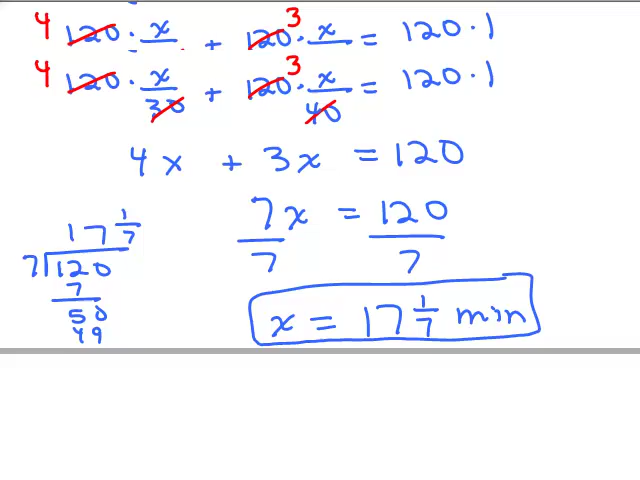 4 120 · x/ + 120 3 · x/ = 120 · 1
4 120 · x/30 + 120 3 · x/40 = 120 · 1
4x + 3x = 120
7x/7 = 120/7
x = 17 1/7 min
17 1/7
7 120
7
50
49